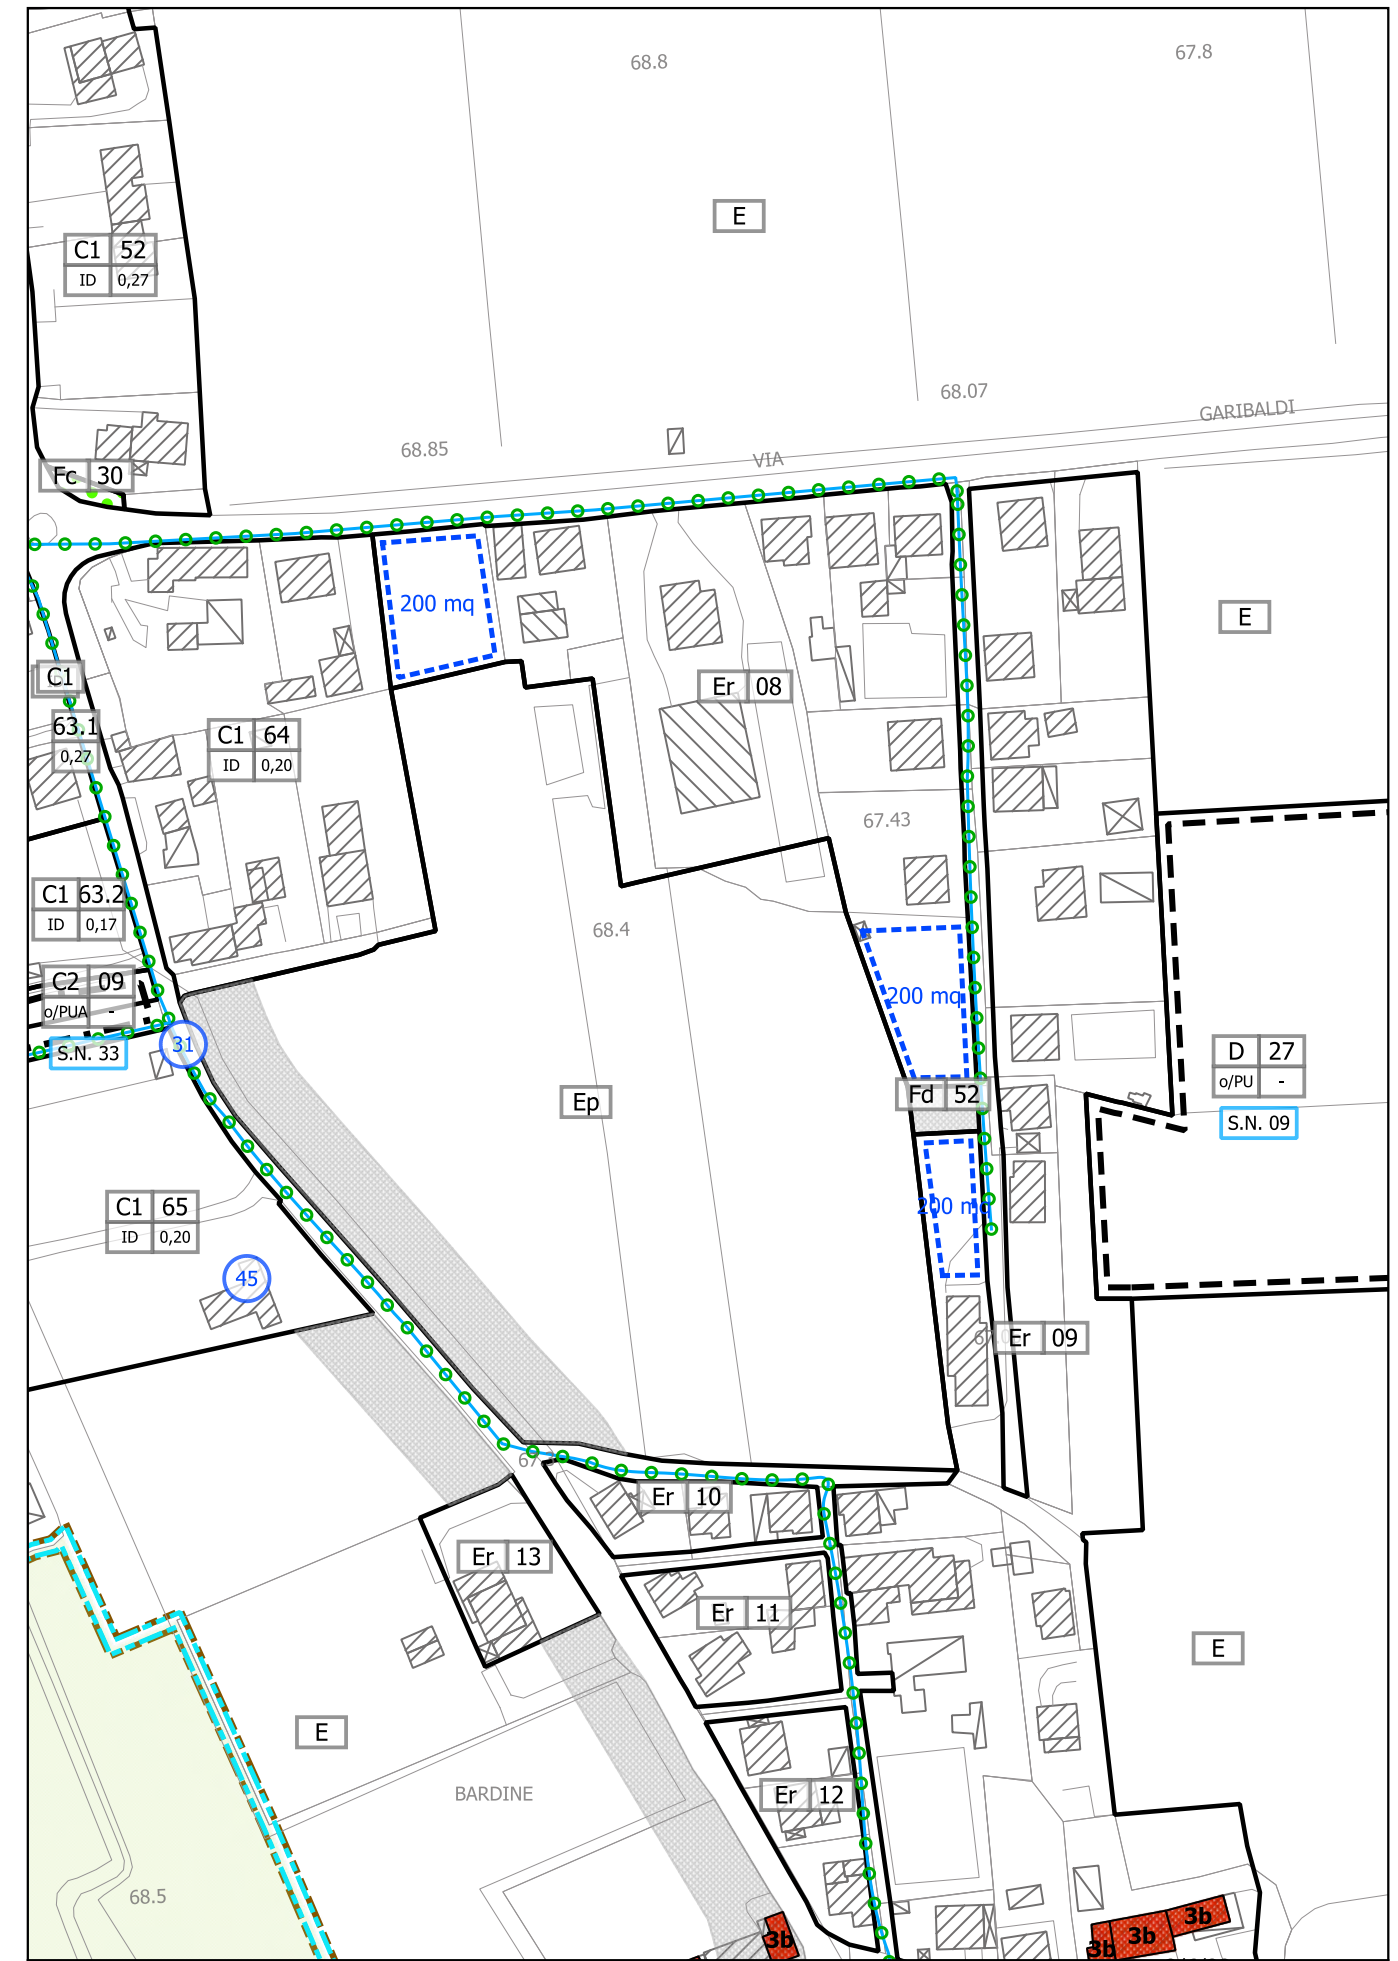 68.8
67.8
E
C1 52
ID 0,27
68.07
GARIBALDI
68.85
VIA
Fc 30
200 mq
E
C1
63.1
0,27
Er 08
C1 64
ID 0,20
67.43
C1 63.2
ID 0,17
68.4
C2 09
o/PUA -
S.N. 33
31
200 mq
D 27
o/PU -
S.N. 09
Ep
Fd 52
C1 65
ID 0,20
200 mq
45
Er 09
Er 10
Er 13
Er 11
E
E
BARDINE
Er 12
68.5
3b
3b
3b
3b